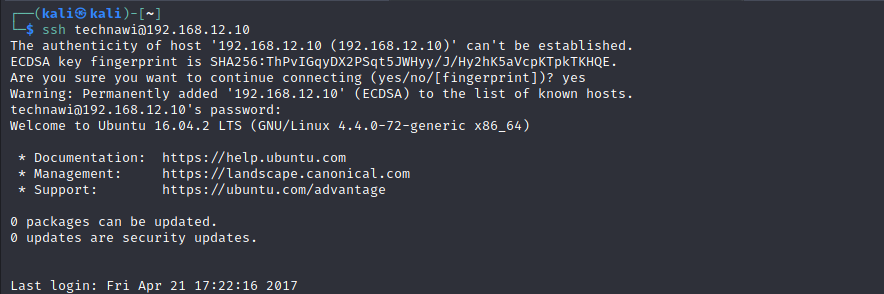 ┌──(kali㉿kali)-[~]
└─$ ssh technawi@192.168.12.10
The authenticity of host '192.168.12.10 (192.168.12.10)' can't be established.
ECDSA key fingerprint is SHA256:ThPvIGqyDX2PSqt5JWHyy/J/Hy2hK5aVcpKTpkTKHQE.
Are you sure you want to continue connecting (yes/no/[fingerprint])? yes
Warning: Permanently added '192.168.12.10' (ECDSA) to the list of known hosts.
technawi@192.168.12.10's password:
Welcome to Ubuntu 16.04.2 LTS (GNU/Linux 4.4.0-72-generic x86_64)
* Documentation:  https://help.ubuntu.com
* Management:     https://landscape.canonical.com
* Support:        https://ubuntu.com/advantage
0 packages can be updated.
0 updates are security updates.
Last login: Fri Apr 21 17:22:16 2017